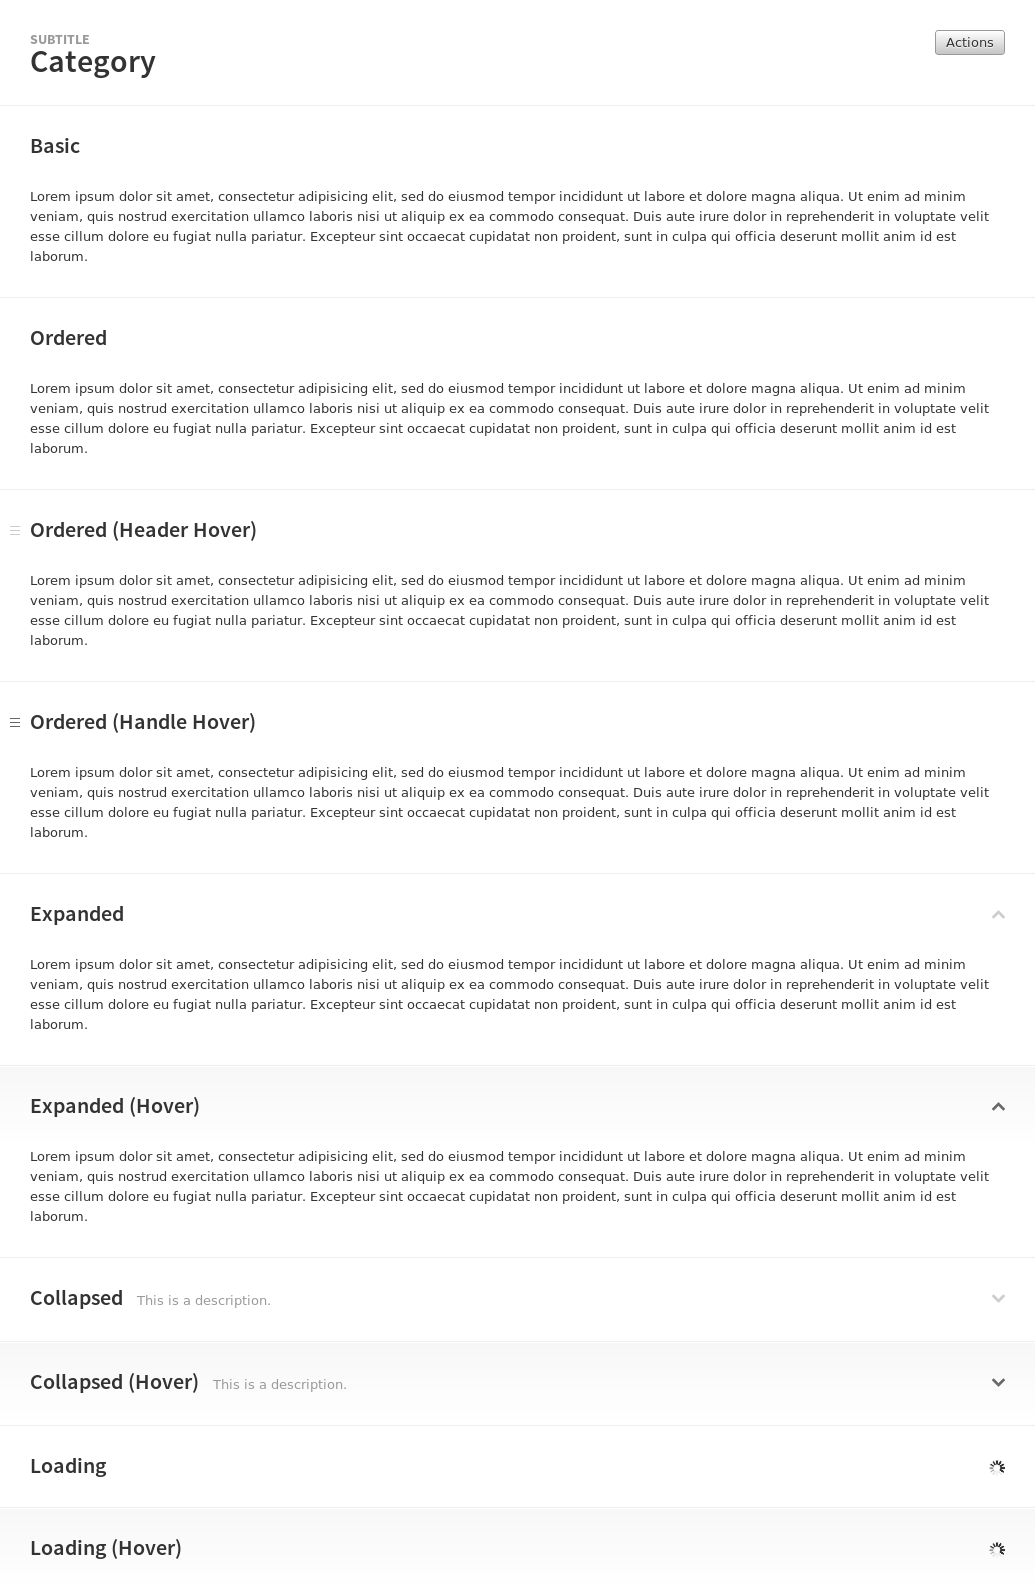 SUBTITLE
Category
Actions
Basic
Lorem ipsum dolor sit amet, consectetur adipisicing elit, sed do eiusmod tempor incididunt ut labore et dolore magna aliqua. Ut enim ad minim
veniam, quis nostrud exercitation ullamco laboris nisi ut aliquip ex ea commodo consequat. Duis aute irure dolor in reprehenderit in voluptate velit
esse cillum dolore eu fugiat nulla pariatur. Excepteur sint occaecat cupidatat non proident, sunt in culpa qui officia deserunt mollit anim id est
laborum.
Ordered
Lorem ipsum dolor sit amet, consectetur adipisicing elit, sed do eiusmod tempor incididunt ut labore et dolore magna aliqua. Ut enim ad minim
veniam, quis nostrud exercitation ullamco laboris nisi ut aliquip ex ea commodo consequat. Duis aute irure dolor in reprehenderit in voluptate velit
esse cillum dolore eu fugiat nulla pariatur. Excepteur sint occaecat cupidatat non proident, sunt in culpa qui officia deserunt mollit anim id est
laborum.
Ordered (Header Hover)
Lorem ipsum dolor sit amet, consectetur adipisicing elit, sed do eiusmod tempor incididunt ut labore et dolore magna aliqua. Ut enim ad minim
veniam, quis nostrud exercitation ullamco laboris nisi ut aliquip ex ea commodo consequat. Duis aute irure dolor in reprehenderit in voluptate velit
esse cillum dolore eu fugiat nulla pariatur. Excepteur sint occaecat cupidatat non proident, sunt in culpa qui officia deserunt mollit anim id est
laborum.
Ordered (Handle Hover)
Lorem ipsum dolor sit amet, consectetur adipisicing elit, sed do eiusmod tempor incididunt ut labore et dolore magna aliqua. Ut enim ad minim
veniam, quis nostrud exercitation ullamco laboris nisi ut aliquip ex ea commodo consequat. Duis aute irure dolor in reprehenderit in voluptate velit
esse cillum dolore eu fugiat nulla pariatur. Excepteur sint occaecat cupidatat non proident, sunt in culpa qui officia deserunt mollit anim id est
laborum.
Expanded
Lorem ipsum dolor sit amet, consectetur adipisicing elit, sed do eiusmod tempor incididunt ut labore et dolore magna aliqua. Ut enim ad minim
veniam, quis nostrud exercitation ullamco laboris nisi ut aliquip ex ea commodo consequat. Duis aute irure dolor in reprehenderit in voluptate velit
esse cillum dolore eu fugiat nulla pariatur. Excepteur sint occaecat cupidatat non proident, sunt in culpa qui officia deserunt mollit anim id est
laborum.
Expanded (Hover)
Lorem ipsum dolor sit amet, consectetur adipisicing elit, sed do eiusmod tempor incididunt ut labore et dolore magna aliqua. Ut enim ad minim
veniam, quis nostrud exercitation ullamco laboris nisi ut aliquip ex ea commodo consequat. Duis aute irure dolor in reprehenderit in voluptate velit
esse cillum dolore eu fugiat nulla pariatur. Excepteur sint occaecat cupidatat non proident, sunt in culpa qui officia deserunt mollit anim id est
laborum.
Collapsed This is a description.
Collapsed (Hover) This is a description.
Loading
Loading (Hover)